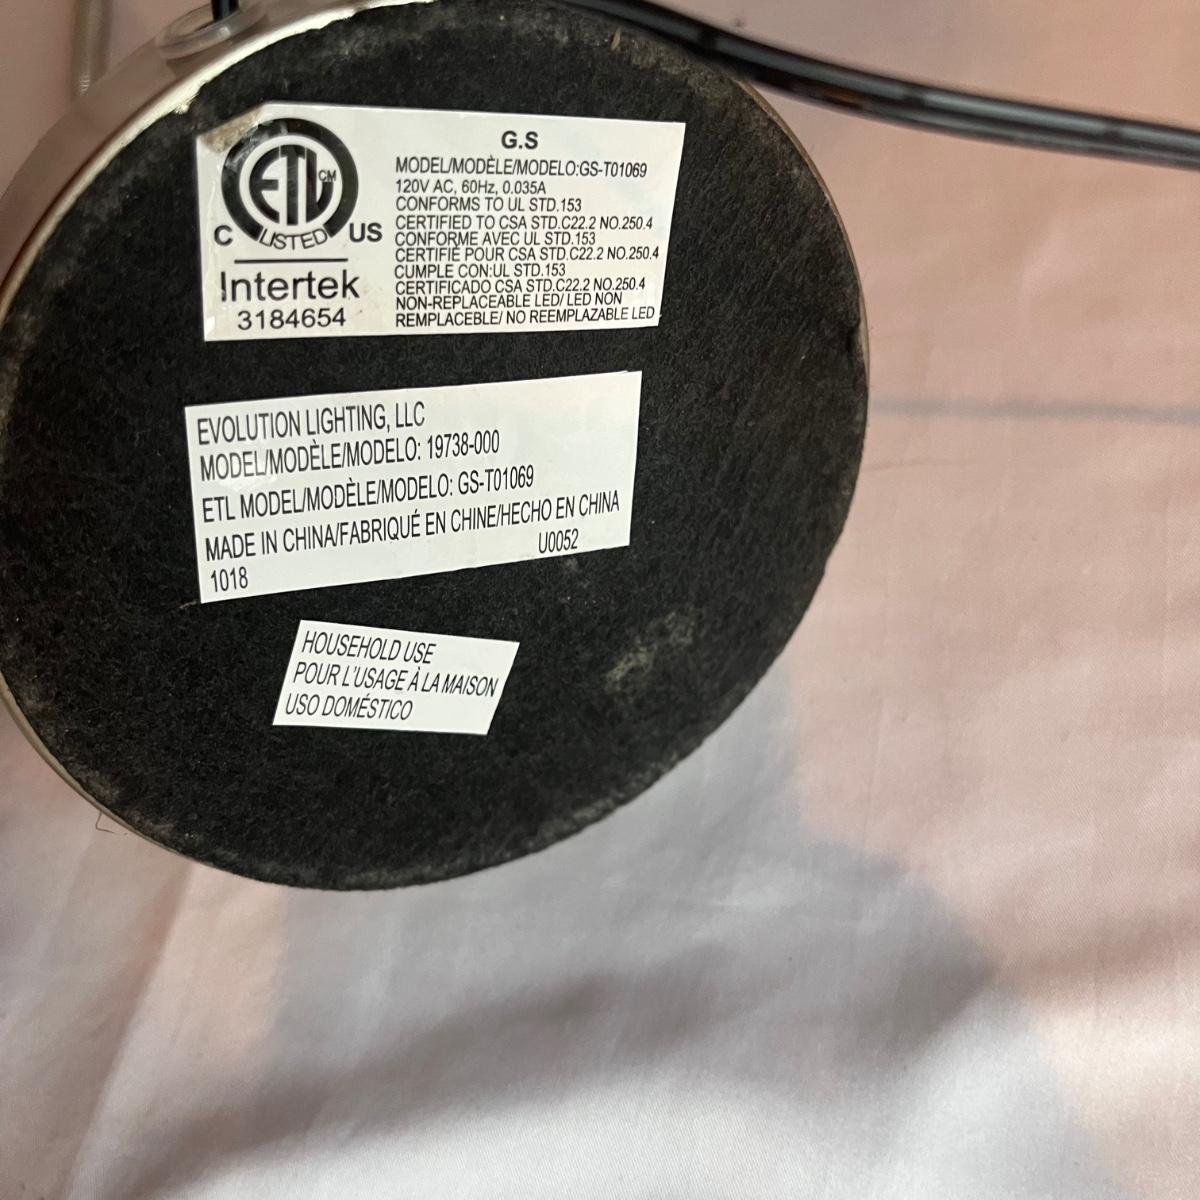 ETL CM
LISTED
C US
Intertek
3184654
G.S
MODEL/MODÈLE/MODELO:GS-T01069
120V AC, 60Hz, 0.035A
CONFORMS TO UL STD.153
CERTIFIED TO CSA STD.C22.2 NO.250.4
CONFORME AVEC UL STD.153
CERTIFIÉ POUR CSA STD.C22.2 NO.250.4
CUMPLE CON:UL STD.153
CERTIFICADO CSA STD.C22.2 NO.250.4
NON-REPLACEABLE LED/ LED NON
REMPLACEBLE/ NO REEMPLAZABLE LED
EVOLUTION LIGHTING, LLC
MODEL/MODÈLE/MODELO: 19738-000
ETL MODEL/MODÈLE/MODELO: GS-T01069
MADE IN CHINA/FABRIQUÉ EN CHINE/HECHO EN CHINA
1018 U0052
HOUSEHOLD USE
POUR L'USAGE À LA MAISON
USO DOMÉSTICO